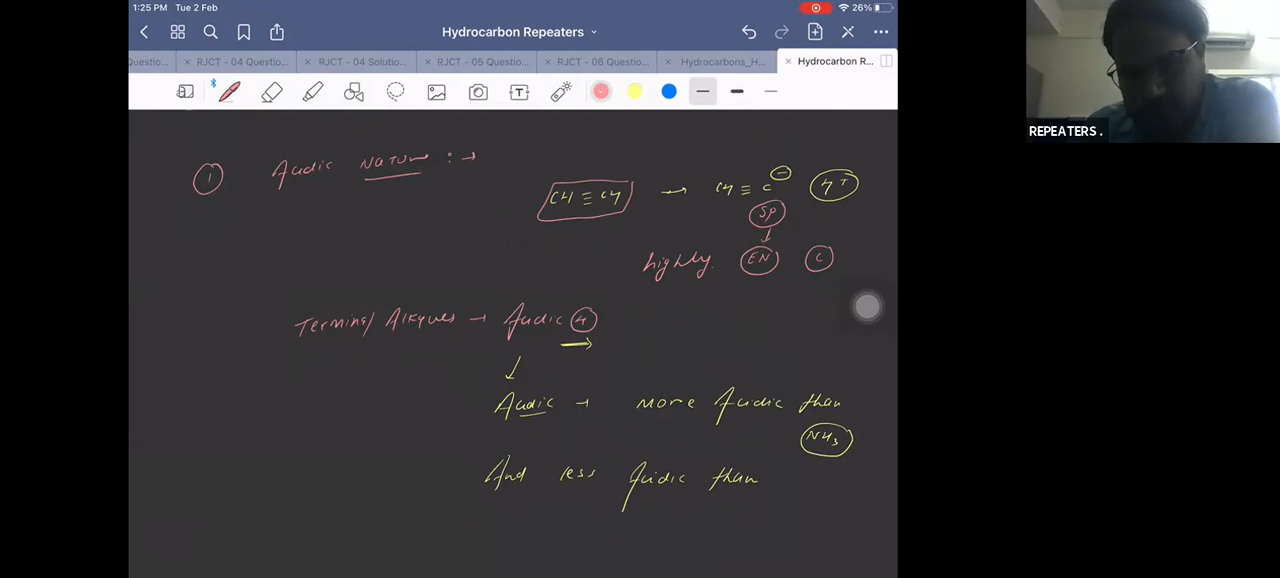 1:25 PM Tue 2 Feb
26%
Hydrocarbon Repeaters
Questio...
RJCT - 04 Questio...
RJCT - 04 Solutio...
RJCT - 05 Questio...
RJCT - 06 Questio...
Hydrocarbons_H...
Hydrocarbon R...
T
1 Acidic Nature : →
CH ≡ CH → CH ≡ C⊖ H+
SP
highly. EN C
Terminal Alkynes → Acidic H
↓
Acidic → more Acidic than
NH3
And less Acidic than
REPEATERS .